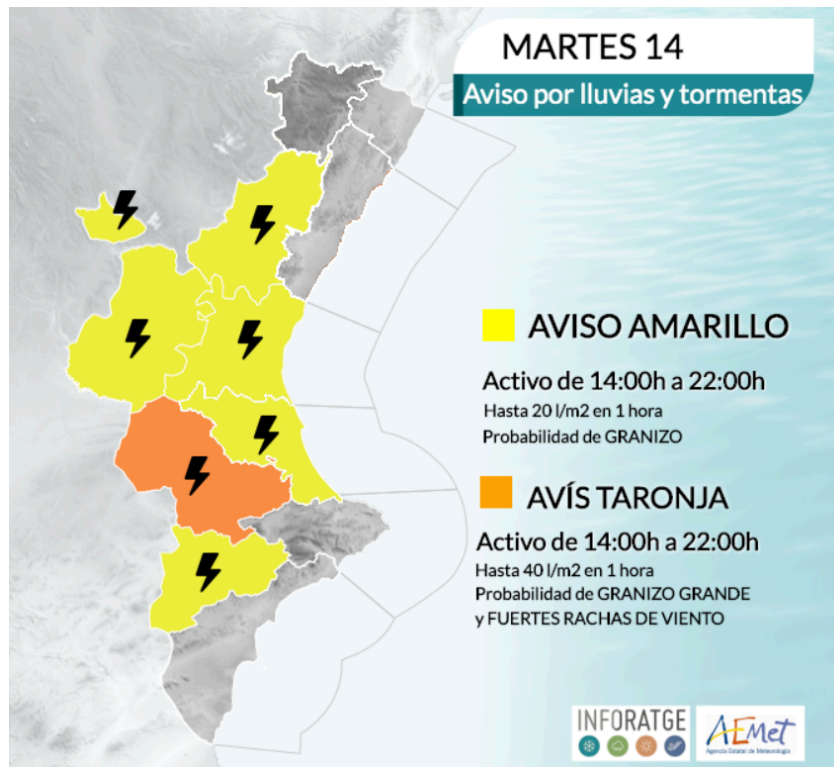 MARTES 14
Aviso por lluvias y tormentas
AVISO AMARILLO
Activo de 14:00h a 22:00h
Hasta 20 l/m2 en 1 hora
Probabilidad de GRANIZO
AVÍS TARONJA
Activo de 14:00h a 22:00h
Hasta 40 l/m2 en 1 hora
Probabilidad de GRANIZO GRANDE
y FUERTES RACHAS DE VIENTO
INFORATGE
AEMet
Agencia Estatal de Meteorología